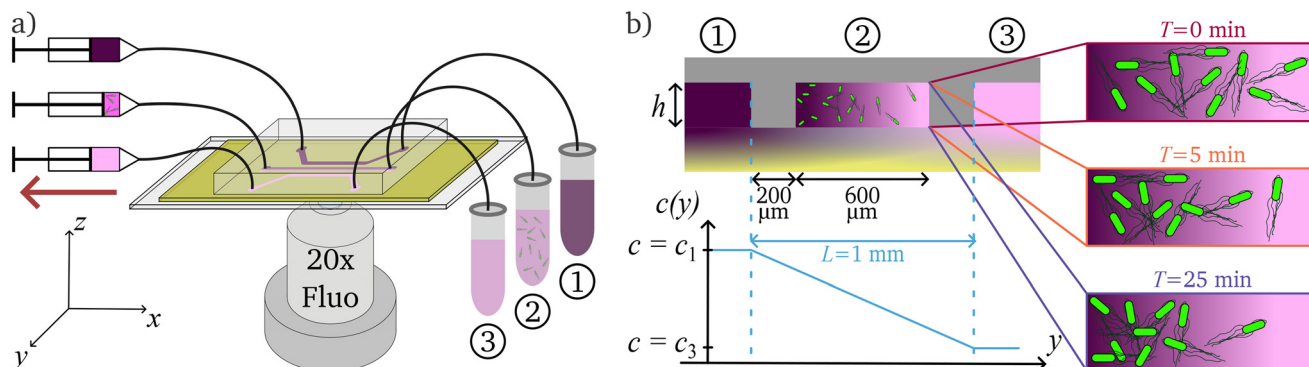 a)
20x
Fluo
z
x
y
①
②
③
b)
① ② ③
h
200
μm
600
μm
c(y)
c = c₁
L=1 mm
c = c₃
y
T=0 min
T=5 min
T=25 min